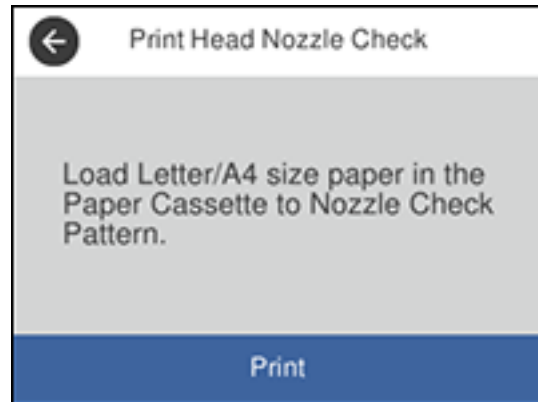 Print Head Nozzle Check
Load Letter/A4 size paper in the
Paper Cassette to Nozzle Check
Pattern.
Print